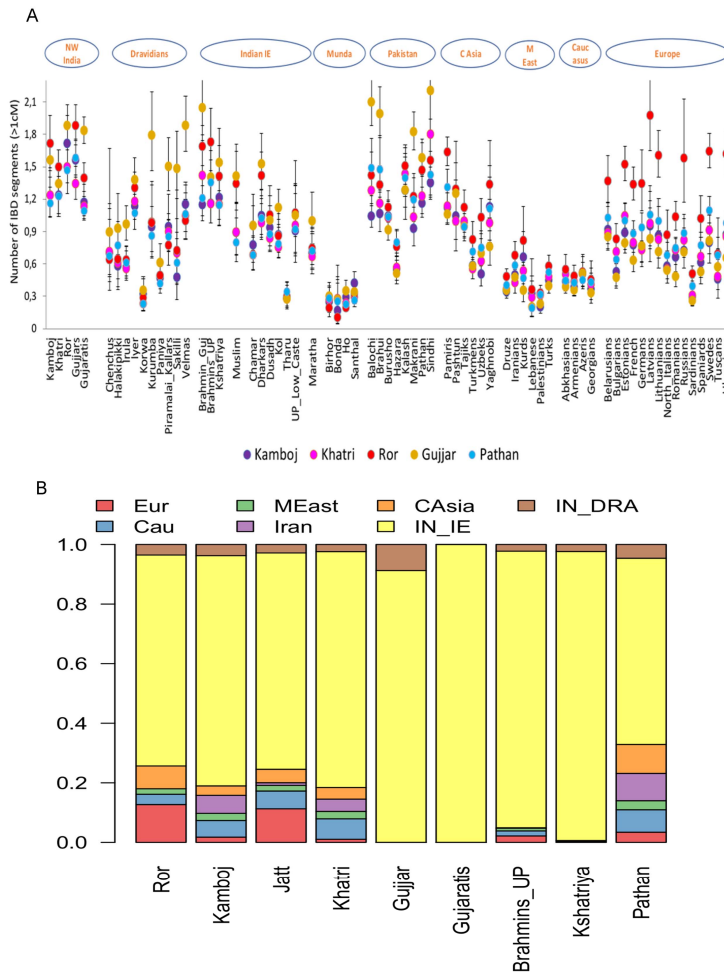 A
NW India
Dravidians
Indian IE
Munda
Pakistan
C Asia
M East
Cauc asus
Europe
Number of IBD segments (>1cM)
2,1
1,8
1,5
1,2
0,9
0,6
0,3
0
Kamboj
Khatri
Ror
Gujjars
Gujaratis
Chenchus
Halakipikki
Irula
Iyer
Korwa
Kurumba
Paniya
Piramalai_Kallars
Sakilli
Velmas
Brahmin_Guj
Brahmins_UP
Kshatriya
Muslim
Chamar
Dharkars
Dusadh
Kol
Tharu
UP_Low_Caste
Maratha
Birhor
Bonda
Ho
Santhal
Balochi
Brahui
Burusho
Hazara
Kalash
Makrani
Pathan
Sindhi
Pamiris
Pashtun
Tajiks
Turkmens
Uzbeks
Yaghnobi
Druze
Iranians
Kurds
Lebanese
Palestinians
Turks
Abkhasians
Armenians
Azeris
Georgians
Belarusians
Bulgarians
Estonians
French
Germans
Latvians
Lithuanians
North_Italians
Romanians
Russians
Sardinians
Spaniards
Swedes
Tuscans
Kamboj Khatri Ror Gujjar Pathan
B
Eur MEast CAsia IN_DRA
Cau Iran IN_IE
1.0
0.8
0.6
0.4
0.2
0.0
Ror
Kamboj
Jatt
Khatri
Gujjar
Gujaratis
Brahmins_UP
Kshatriya
Pathan